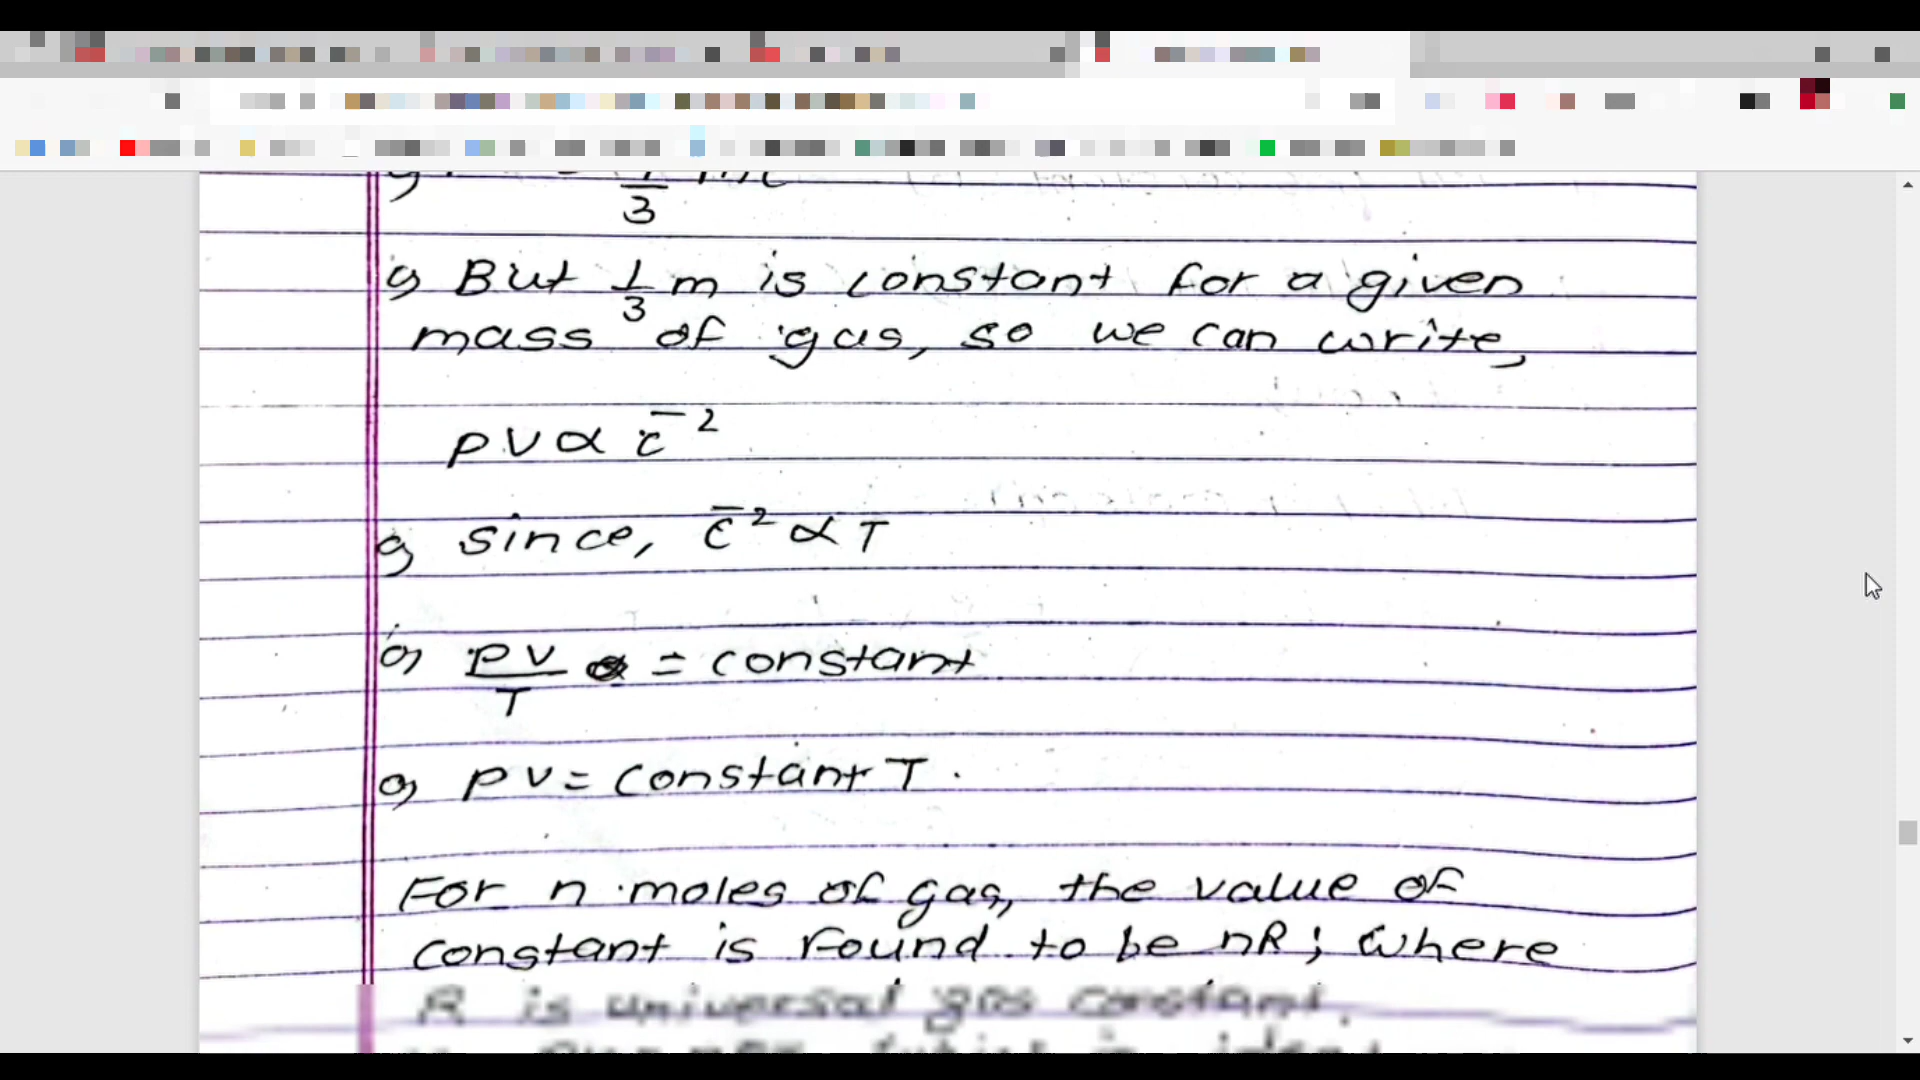 3
But 1/3 m is constant for a given
mass of gas, so we can write,
PV ∝ c̄ ²
since, c̄ ² ∝ T
PV/T = constant
PV = constant T.
For n moles of gas, the value of
constant is found to be nR; where
R is universal gas constant.